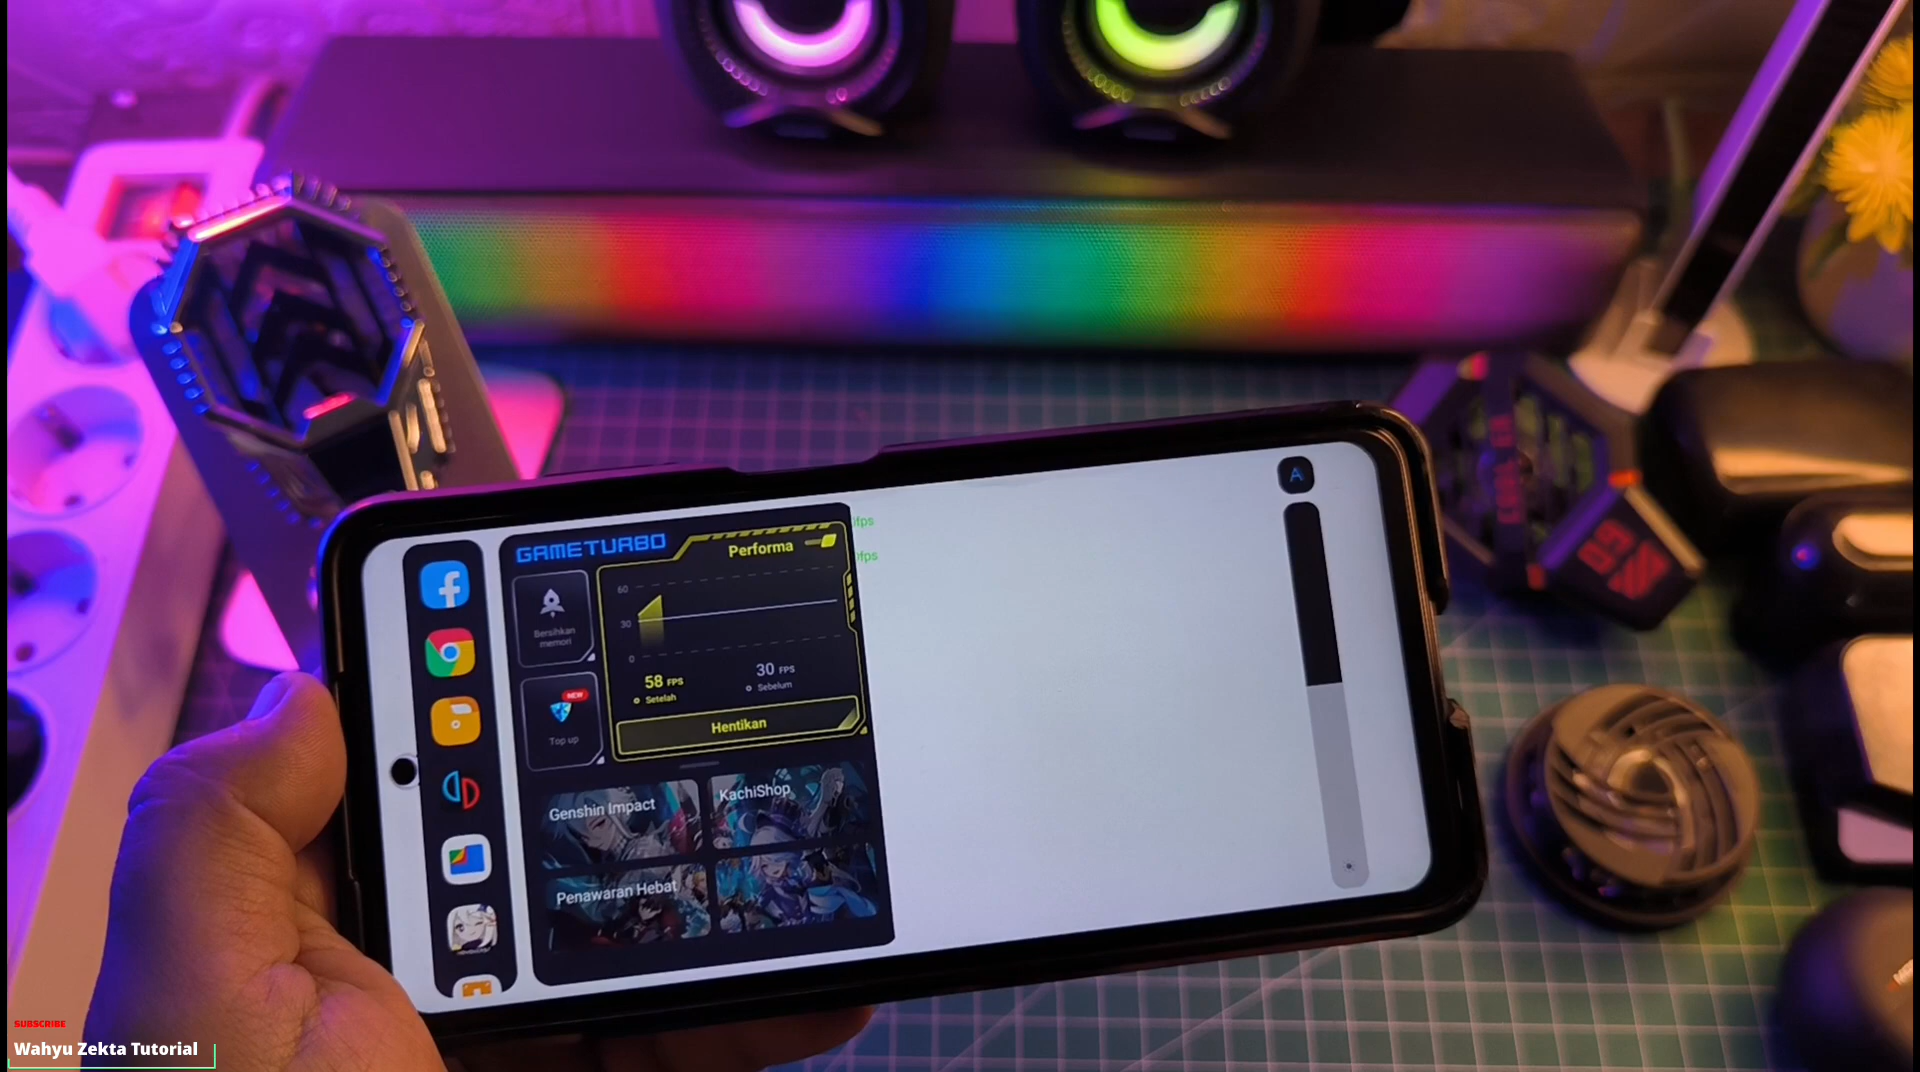 A
fps
fps
GAMETURBO
Performa
60
30
0
Bersihkan
memori
58 FPS
Setelah
30 FPS
Sebelum
NEW
Top up
Hentikan
Genshin Impact
KachiShop
Penawaran Hebat
SUBSCRIBE
Wahyu Zekta Tutorial